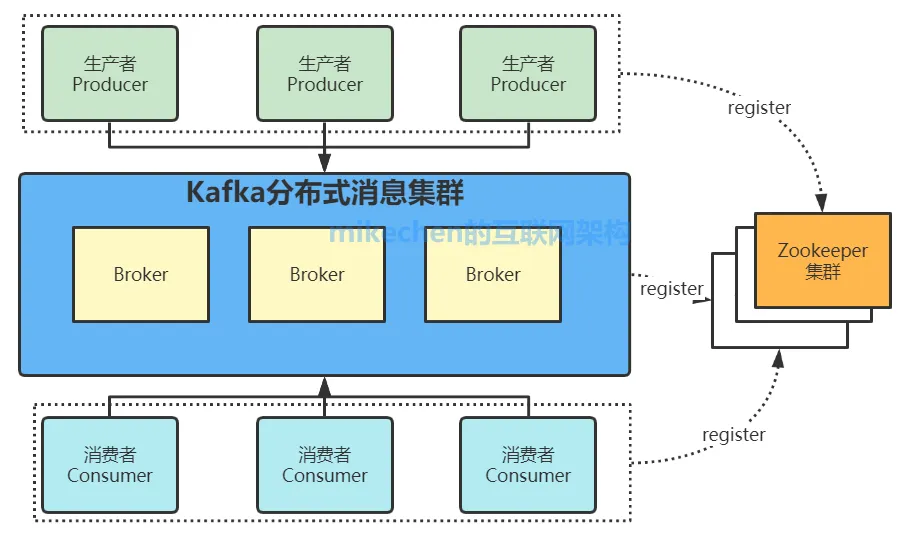 生产者
Producer
生产者
Producer
生产者
Producer
register
Kafka分布式消息集群
mikechen的互联网架构
Broker
Broker
Broker
register
Zookeeper
集群
消费者
Consumer
消费者
Consumer
消费者
Consumer
register